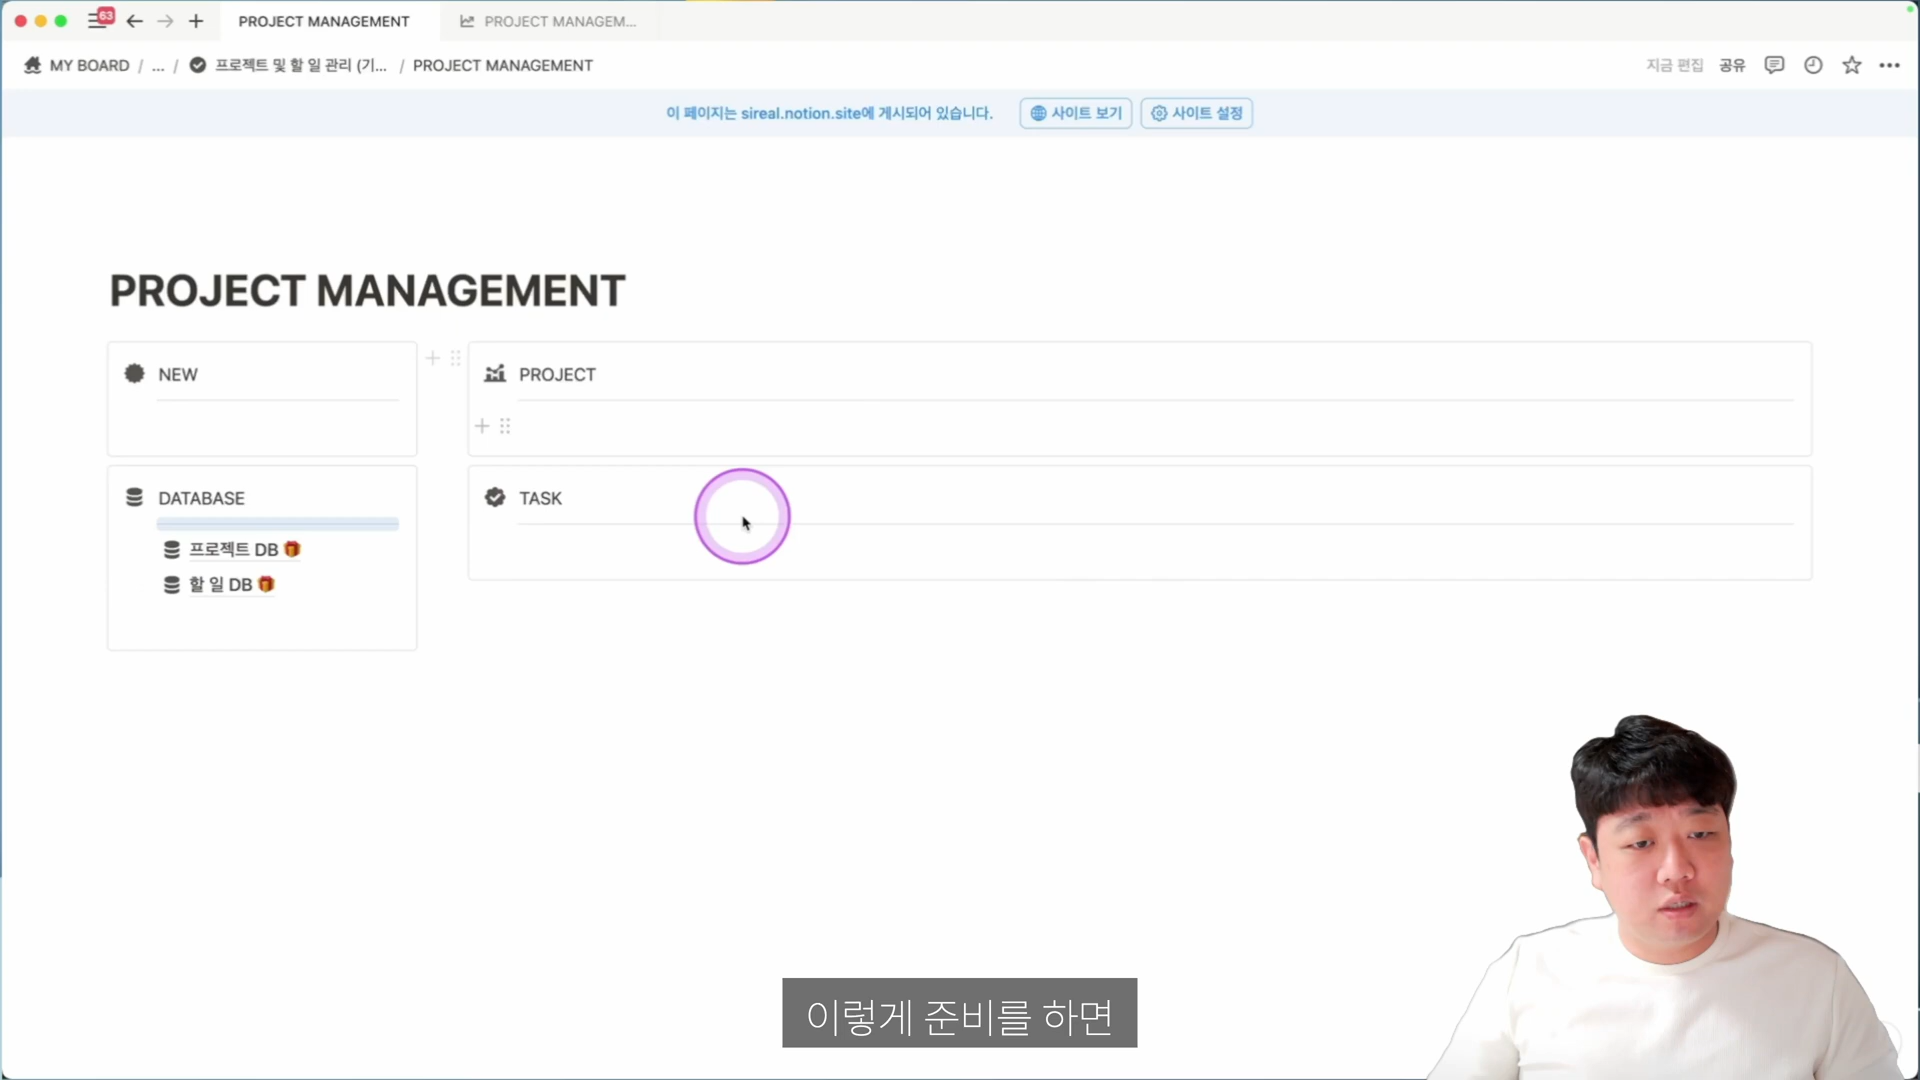 63
PROJECT MANAGEMENT
PROJECT MANAGEM...
MY BOARD / ... / 프로젝트 및 할 일 관리 (기... / PROJECT MANAGEMENT
지금 편집 공유
이 페이지는 sireal.notion.site에 게시되어 있습니다.
사이트 보기
사이트 설정
PROJECT MANAGEMENT
NEW
PROJECT
DATABASE
프로젝트 DB
할 일 DB
TASK
이렇게 준비를 하면